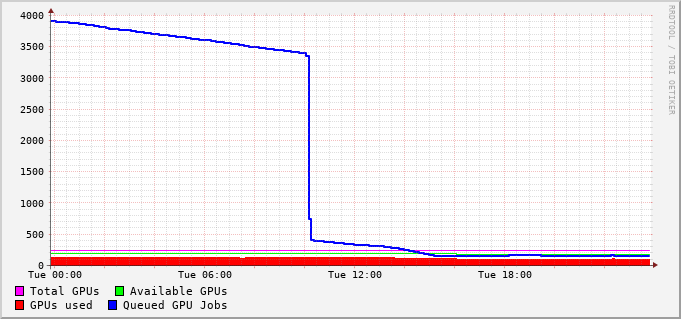 4000
3500
3000
2500
2000
1500
1000
500
0
Tue 00:00 Tue 06:00 Tue 12:00 Tue 18:00
Total GPUs Available GPUs
GPUs used Queued GPU Jobs
RRDTOOL / TOBI OETIKER